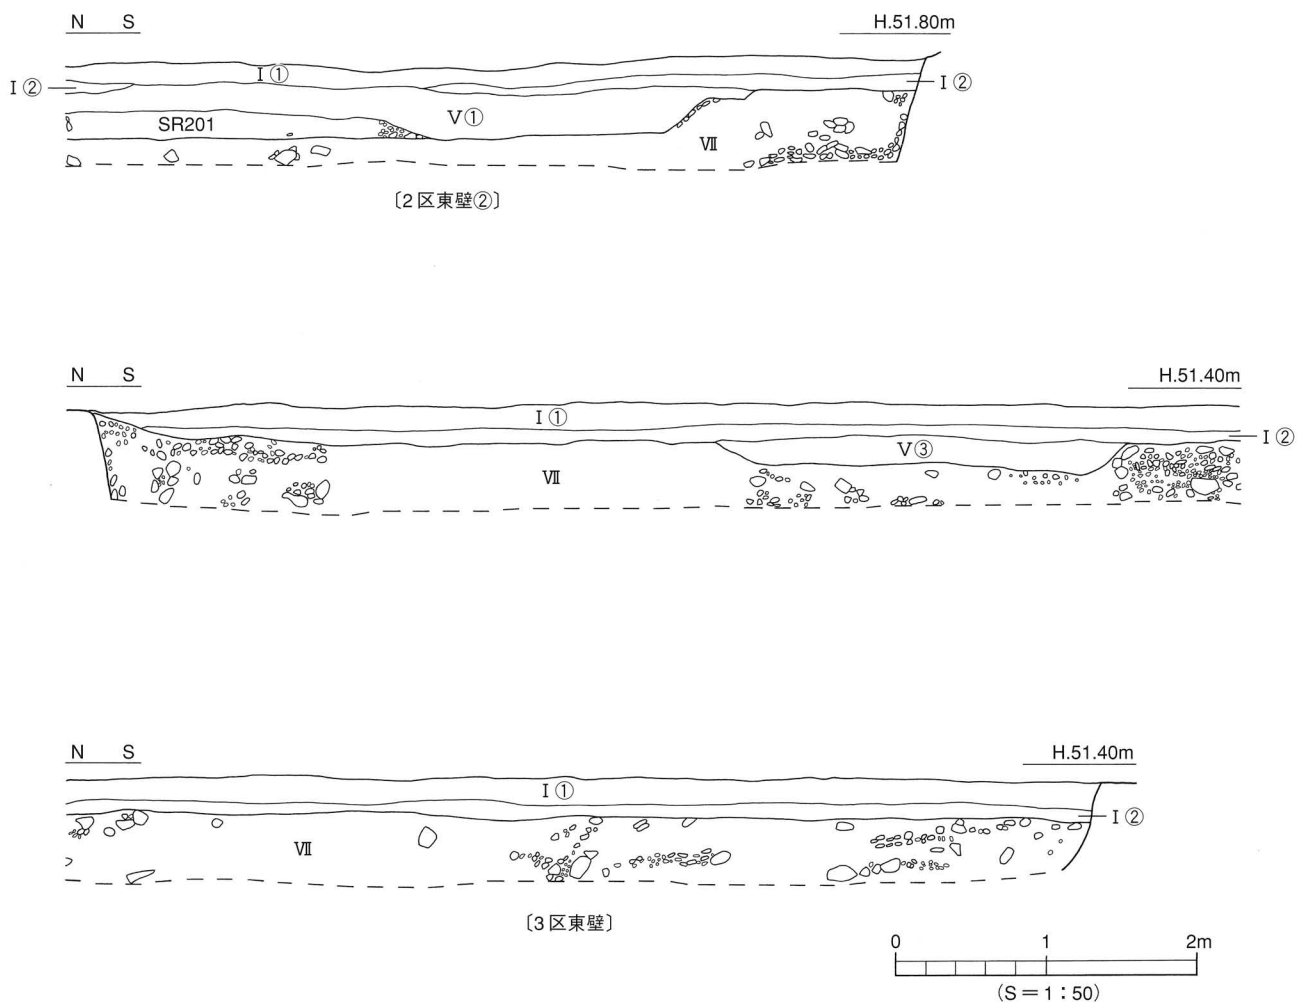 N S
H.51.80m
I①
I②
I②
V①
SR201
VII
〔2区東壁②〕
N S
H.51.40m
I①
I②
V③
VII
N S
H.51.40m
I①
I②
VII
〔3区東壁〕
0 1 2m
(S=1:50)